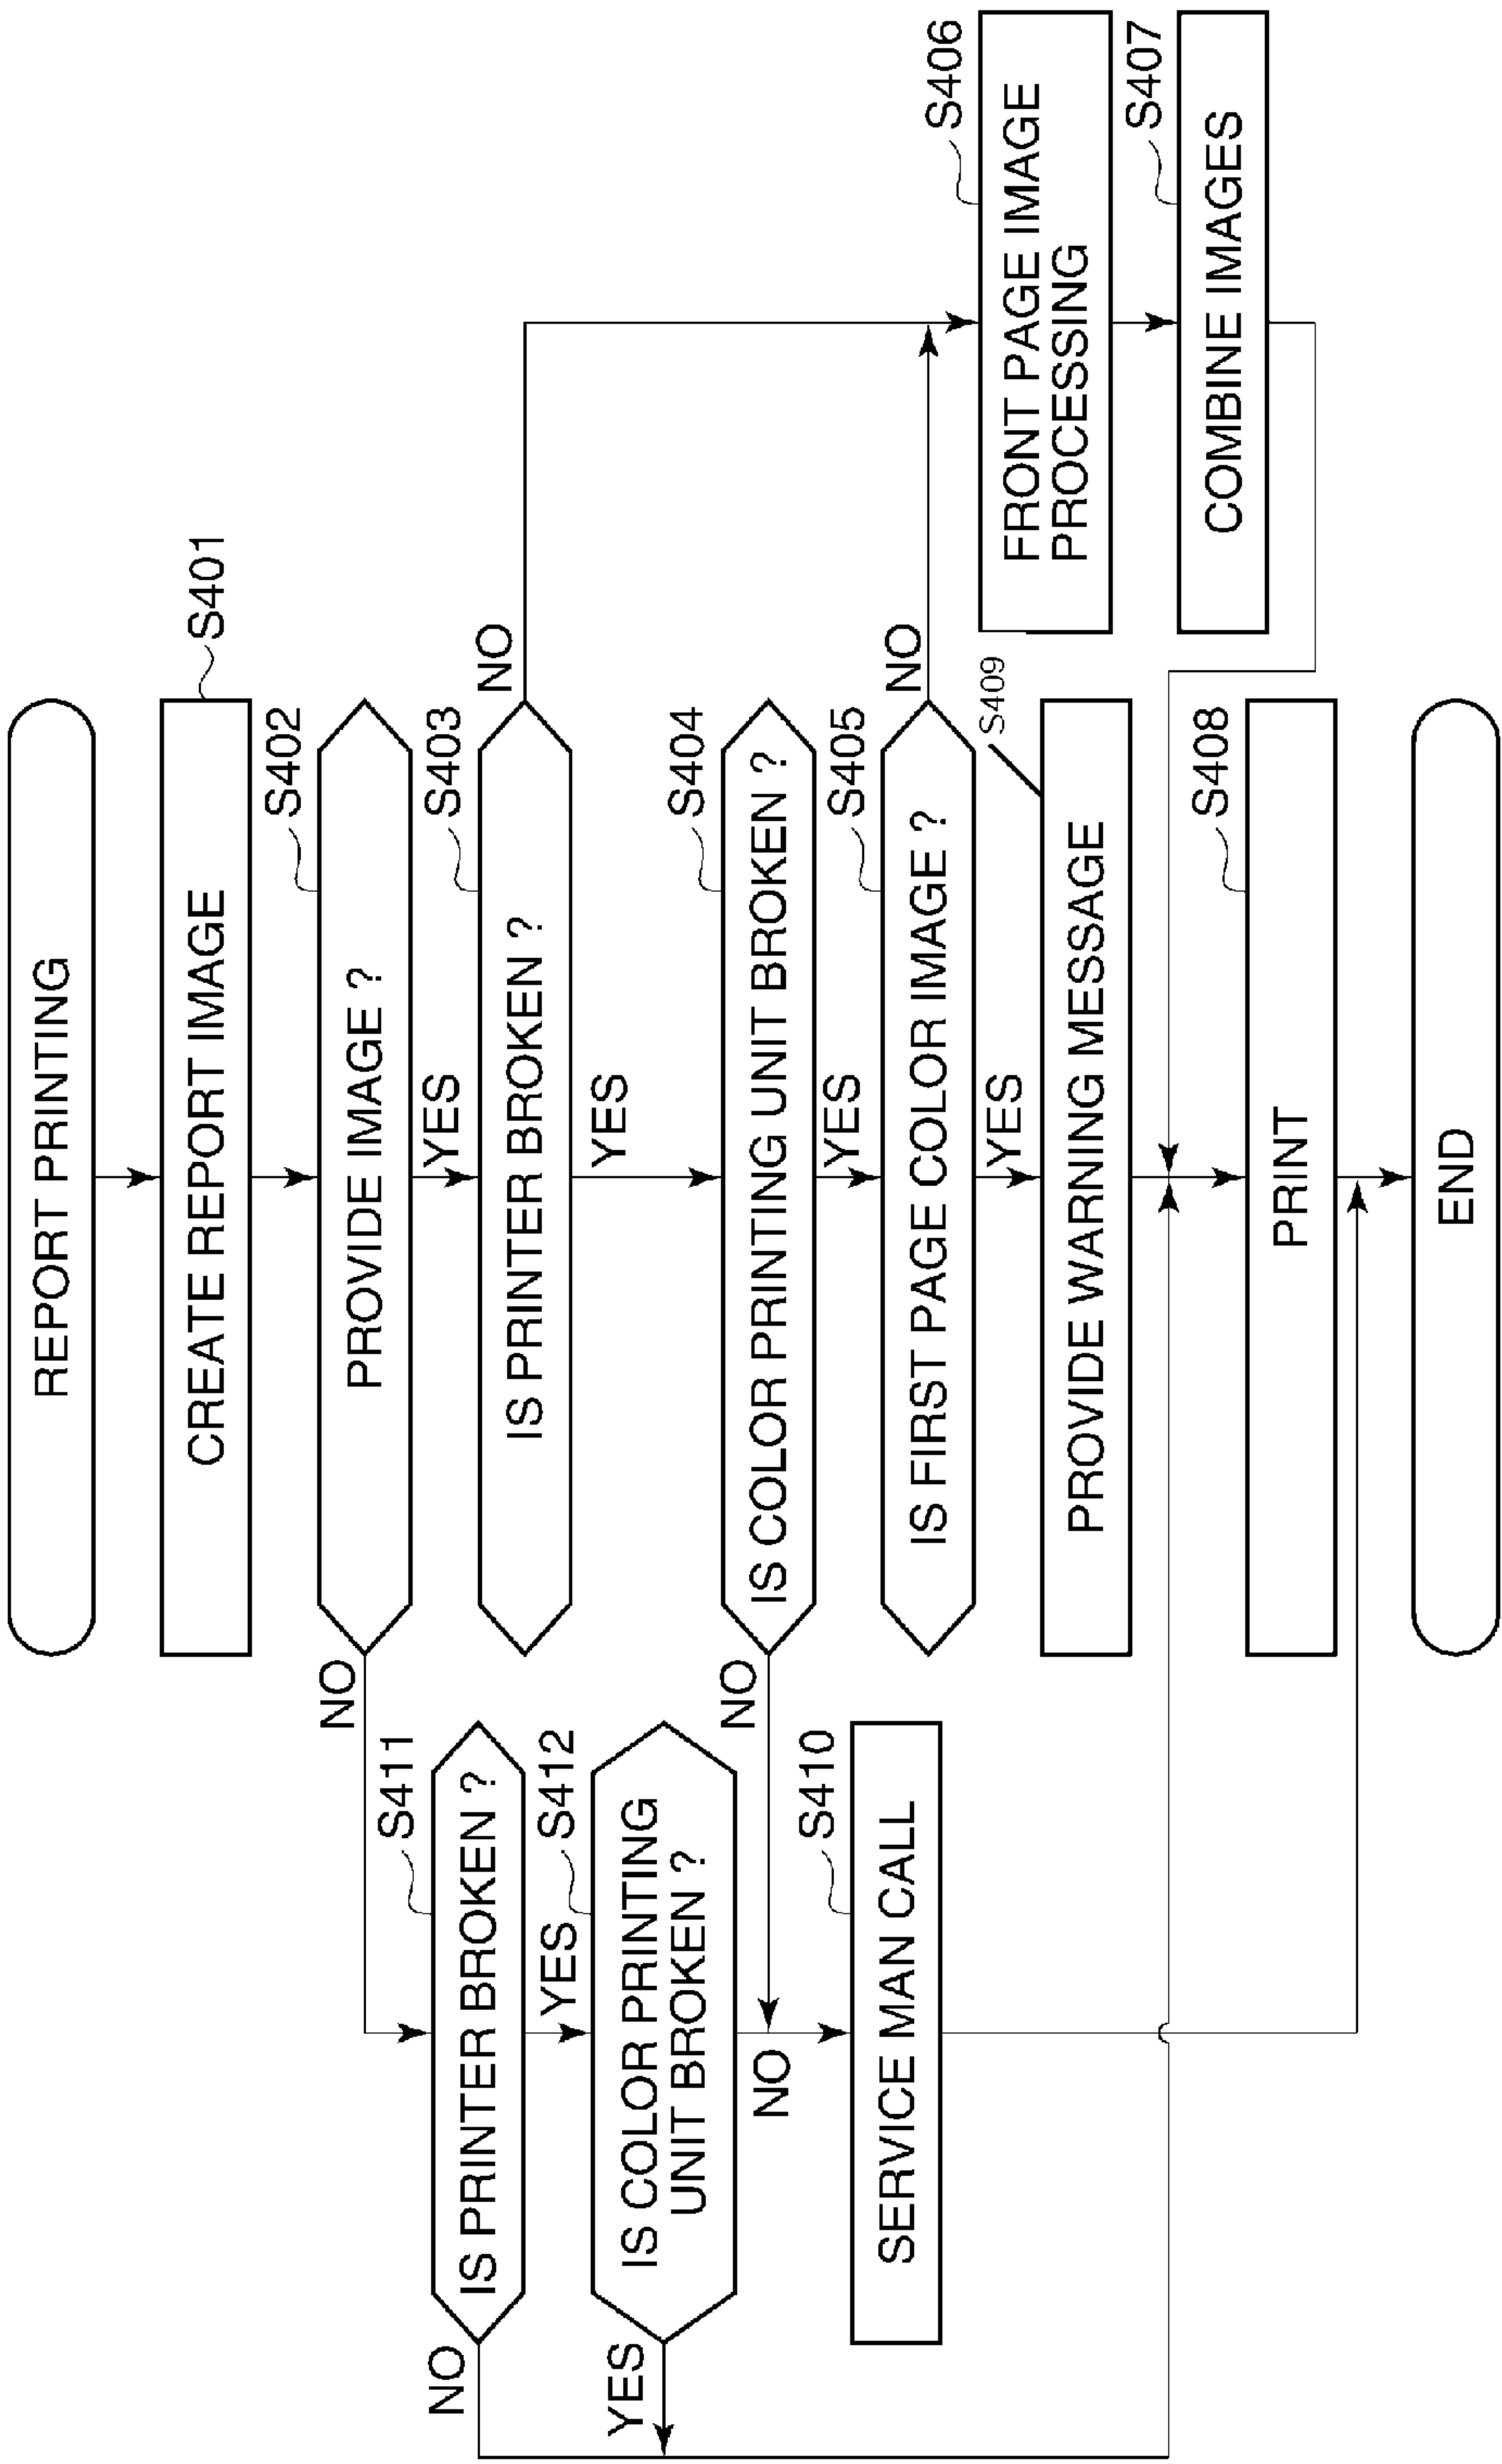 REPORT PRINTING
S401
CREATE REPORT IMAGE
S402
PROVIDE IMAGE ?
NO
YES
S403
IS PRINTER BROKEN ?
NO
YES
S411
IS PRINTER BROKEN ?
NO
YES
S412
IS COLOR PRINTING
UNIT BROKEN ?
YES
NO
S404
IS COLOR PRINTING UNIT BROKEN ?
NO
YES
S405
IS FIRST PAGE COLOR IMAGE ?
NO
YES
S410
SERVICE MAN CALL
S406
FRONT PAGE IMAGE
PROCESSING
S409
PROVIDE WARNING MESSAGE
S407
COMBINE IMAGES
S408
PRINT
END